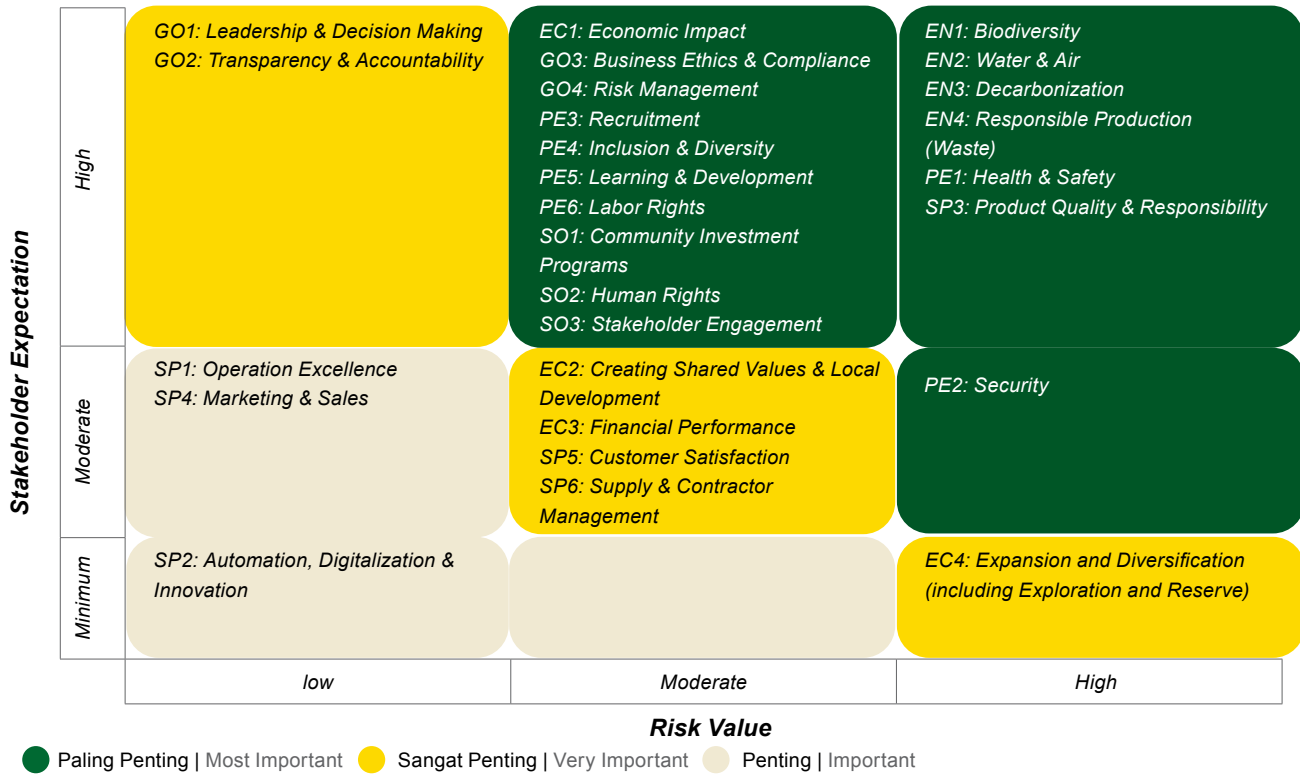 Stakeholder Expectation
High
GO1: Leadership & Decision Making
GO2: Transparency & Accountability
EC1: Economic Impact
GO3: Business Ethics & Compliance
GO4: Risk Management
PE3: Recruitment
PE4: Inclusion & Diversity
PE5: Learning & Development
PE6: Labor Rights
SO1: Community Investment
Programs
SO2: Human Rights
SO3: Stakeholder Engagement
EN1: Biodiversity
EN2: Water & Air
EN3: Decarbonization
EN4: Responsible Production
(Waste)
PE1: Health & Safety
SP3: Product Quality & Responsibility
Moderate
SP1: Operation Excellence
SP4: Marketing & Sales
EC2: Creating Shared Values & Local
Development
EC3: Financial Performance
SP5: Customer Satisfaction
SP6: Supply & Contractor
Management
PE2: Security
Minimum
SP2: Automation, Digitalization &
Innovation
EC4: Expansion and Diversification
(including Exploration and Reserve)
low
Moderate
High
Risk Value
Paling Penting | Most Important
Sangat Penting | Very Important
Penting | Important